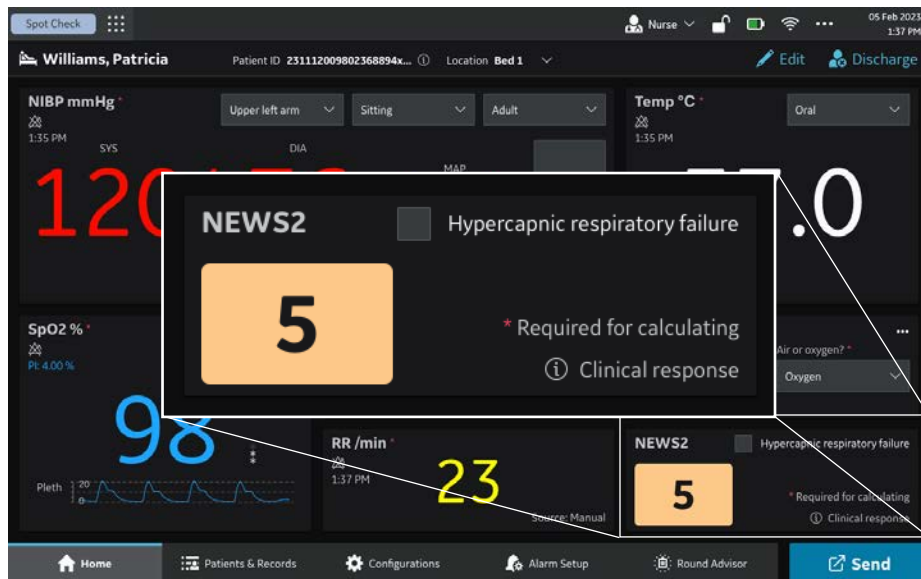 Spot Check
Nurse
05 Feb 2023
1:37 PM
Williams, Patricia
Patient ID 231112009802368894x...
Location Bed 1
Edit
Discharge
NIBP mmHg *
Upper left arm
Sitting
Adult
1:35 PM
SYS
DIA
MAP
120
Temp °C *
Oral
1:35 PM
.0
NEWS2
Hypercapnic respiratory failure
5
* Required for calculating
Clinical response
SpO2 % *
PI: 4.00 %
98
**
Pleth
20
0
RR /min *
1:37 PM
23
Source: Manual
...
Air or oxygen? *
Oxygen
NEWS2
Hypercapnic respiratory failure
5
* Required for calculating
Clinical response
Home
Patients & Records
Configurations
Alarm Setup
Round Advisor
Send